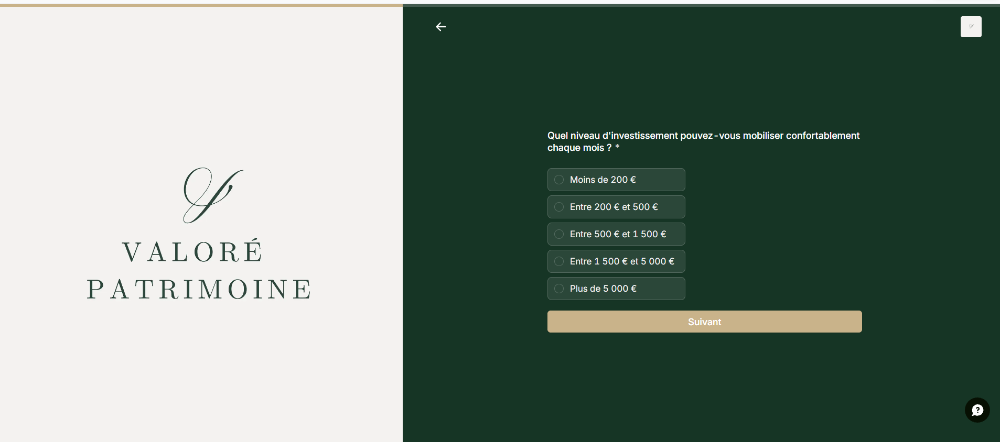 VALORÉ
PATRIMOINE
Quel niveau d'investissement pouvez-vous mobiliser confortablement
chaque mois ? *
Moins de 200 €
Entre 200 € et 500 €
Entre 500 € et 1 500 €
Entre 1 500 € et 5 000 €
Plus de 5 000 €
Suivant